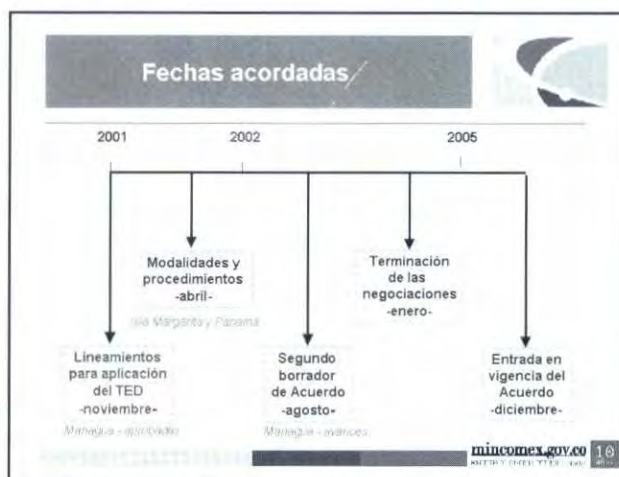 Fechas acordadas
2001 2002 2005
Modalidades y
procedimientos
-abril-
Isla Margarita y Panamá
Terminación
de las
negociaciones
-enero-
Lineamientos
para aplicación
del TED
-noviembre-
Managua - aprobado
Segundo
borrador
de Acuerdo
-agosto-
Managua - avances
Entrada en
vigencia del
Acuerdo
-diciembre-
mincomex.gov.co
10